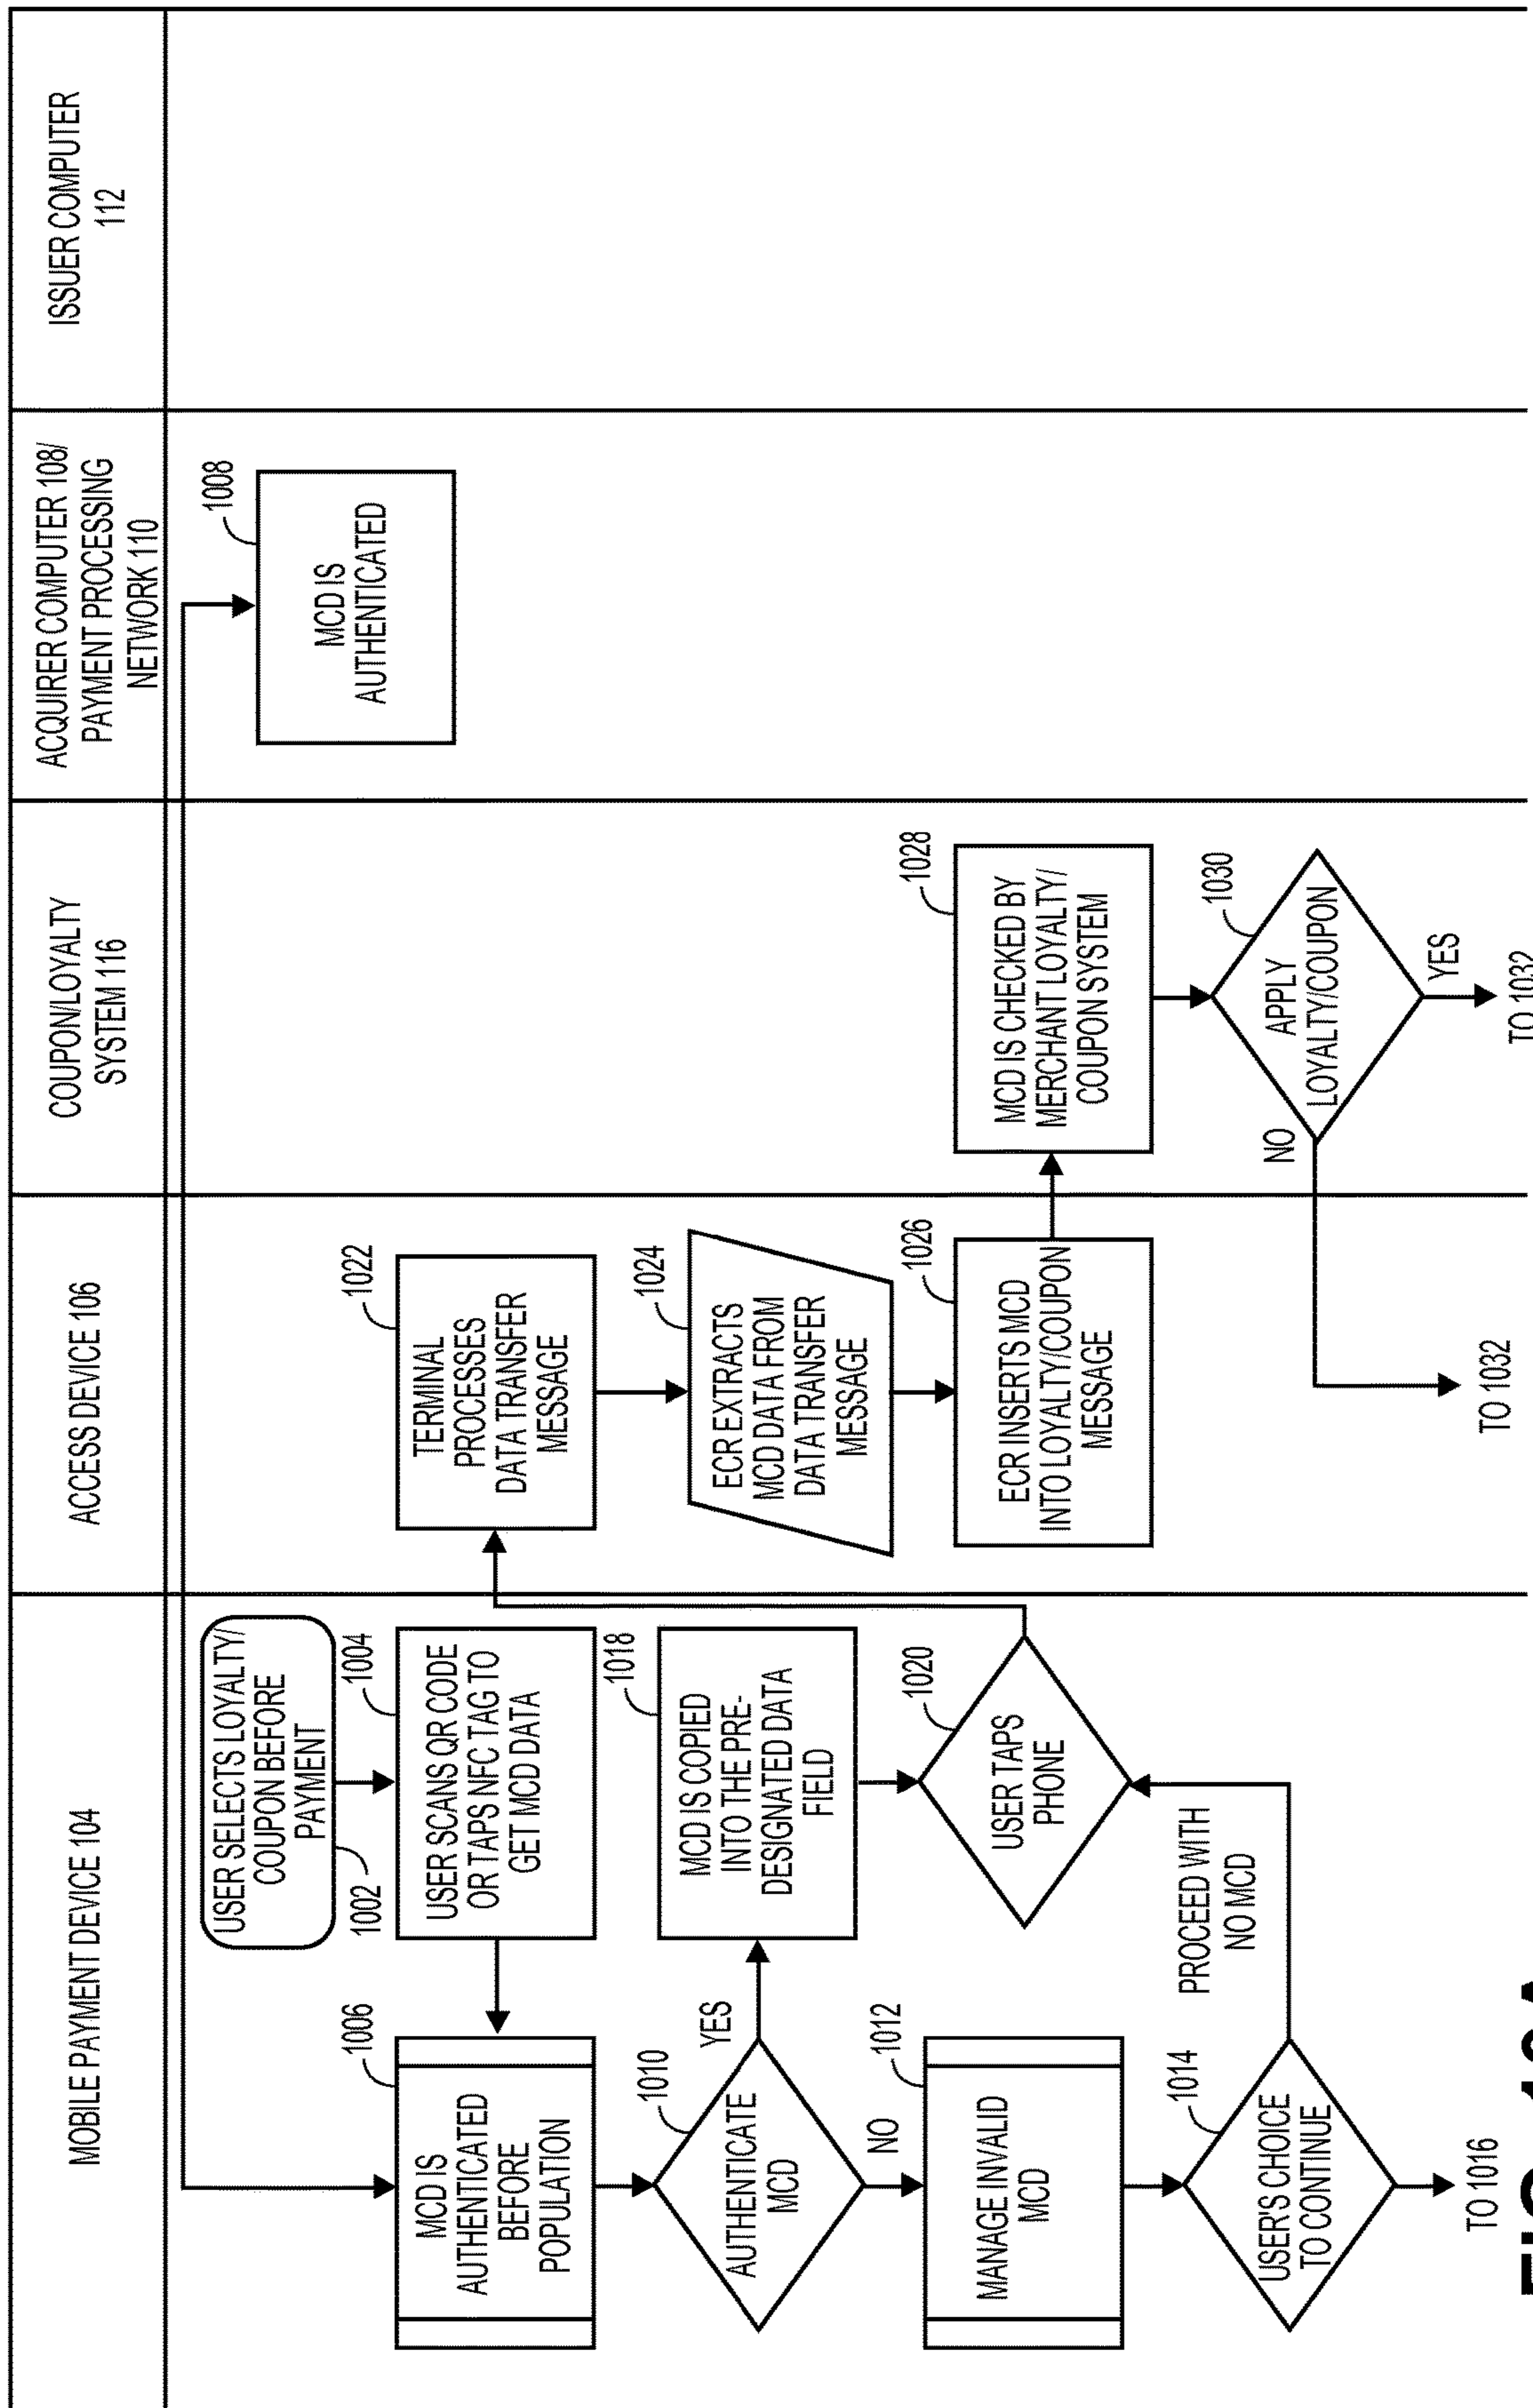 MOBILE PAYMENT DEVICE 104
ACCESS DEVICE 106
COUPON/LOYALTY
SYSTEM 116
ACQUIRER COMPUTER 108/
PAYMENT PROCESSING
NETWORK 110
ISSUER COMPUTER
112
USER SELECTS LOYALTY/
COUPON BEFORE
PAYMENT
1002
1004
USER SCANS QR CODE
OR TAPS NFC TAG TO
GET MCD DATA
1006
MCD IS
AUTHENTICATED
BEFORE
POPULATION
1008
MCD IS
AUTHENTICATED
1010
AUTHENTICATE
MCD
YES
NO
1012
MANAGE INVALID
MCD
1014
USER'S CHOICE
TO CONTINUE
TO 1016
PROCEED WITH
NO MCD
1018
MCD IS COPIED
INTO THE PRE-
DESIGNATED DATA
FIELD
1020
USER TAPS
PHONE
1022
TERMINAL
PROCESSES
DATA TRANSFER
MESSAGE
1024
ECR EXTRACTS
MCD DATA FROM
DATA TRANSFER
MESSAGE
1026
ECR INSERTS MCD
INTO LOYALTY/COUPON
MESSAGE
1028
MCD IS CHECKED BY
MERCHANT LOYALTY/
COUPON SYSTEM
1030
APPLY
LOYALTY/COUPON
NO
YES
TO 1032
TO 1032